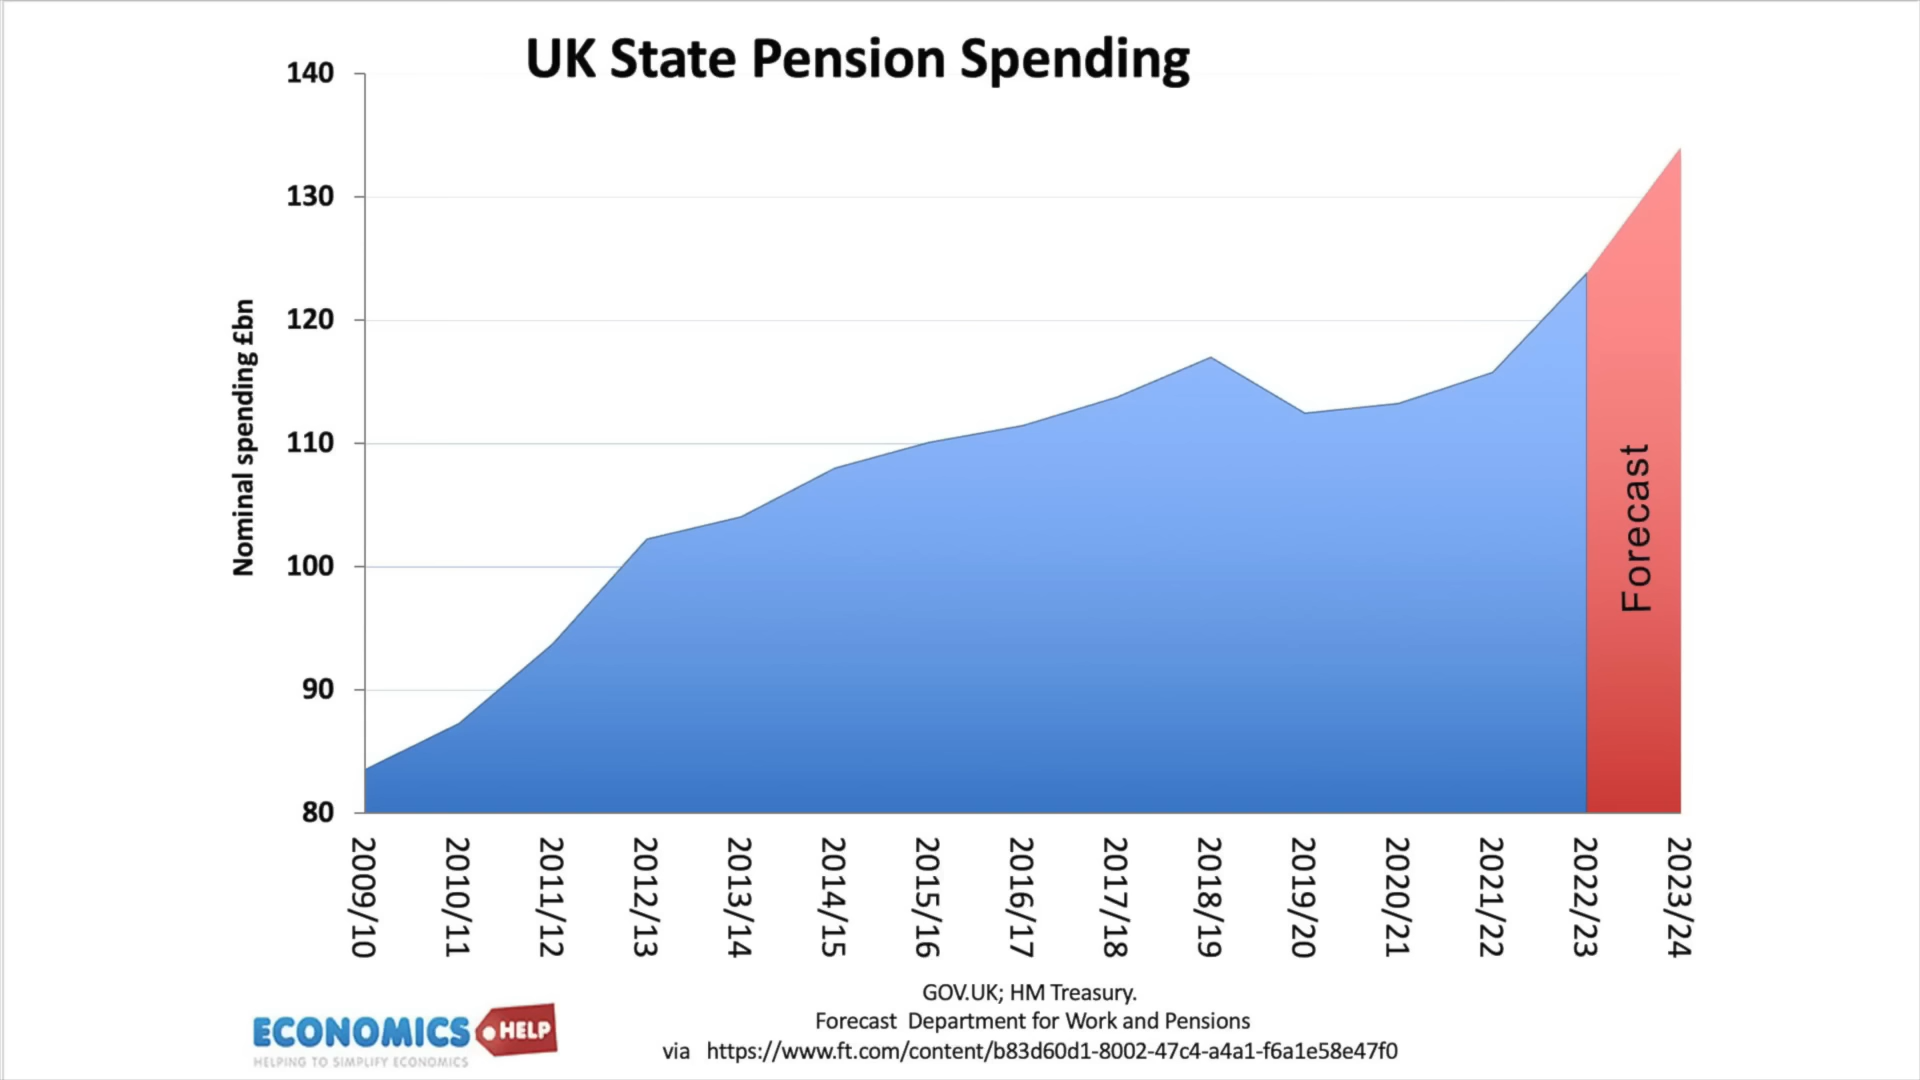 UK State Pension Spending
140
130
120
110
100
90
80
Nominal spending £bn
Forecast
2009/10
2010/11
2011/12
2012/13
2013/14
2014/15
2015/16
2016/17
2017/18
2018/19
2019/20
2020/21
2021/22
2022/23
2023/24
GOV.UK; HM Treasury.
Forecast Department for Work and Pensions
via https://www.ft.com/content/b83d60d1-8002-47c4-a4a1-f6a1e58e47f0
ECONOMICS HELP
HELPING TO SIMPLIFY ECONOMICS